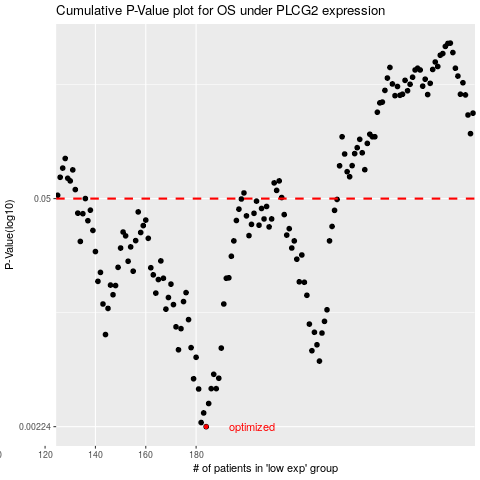 Cumulative P-Value plot for OS under PLCG2 expression
P-Value(log10)
0.05
0.00224
optimized
0 120 140 160 180
# of patients in 'low exp' group